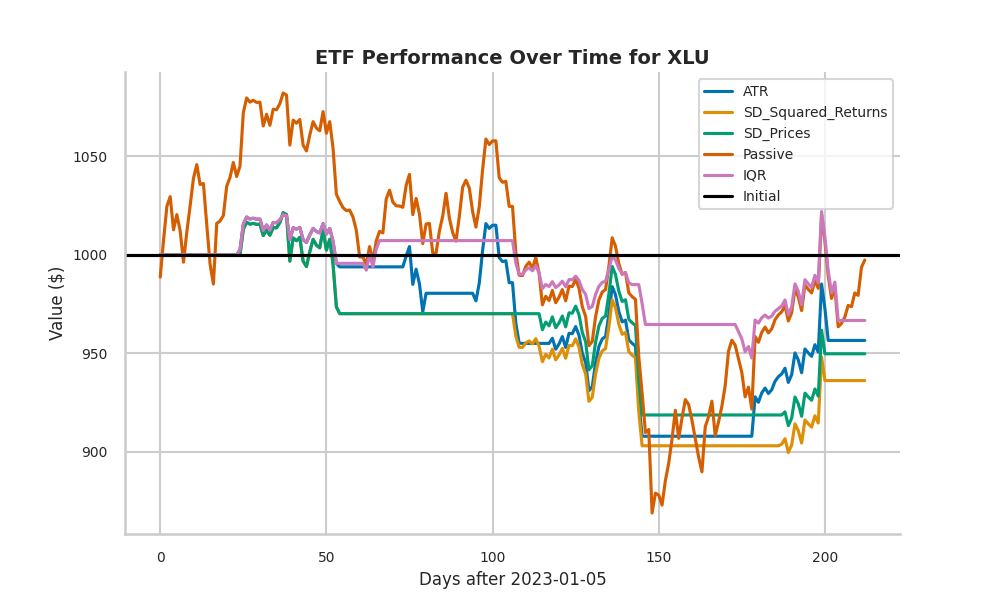 ETF Performance Over Time for XLU
ATR
SD_Squared_Returns
SD_Prices
Passive
IQR
Initial
1050
1000
950
900
Value ($)
0 50 100 150 200
Days after 2023-01-05